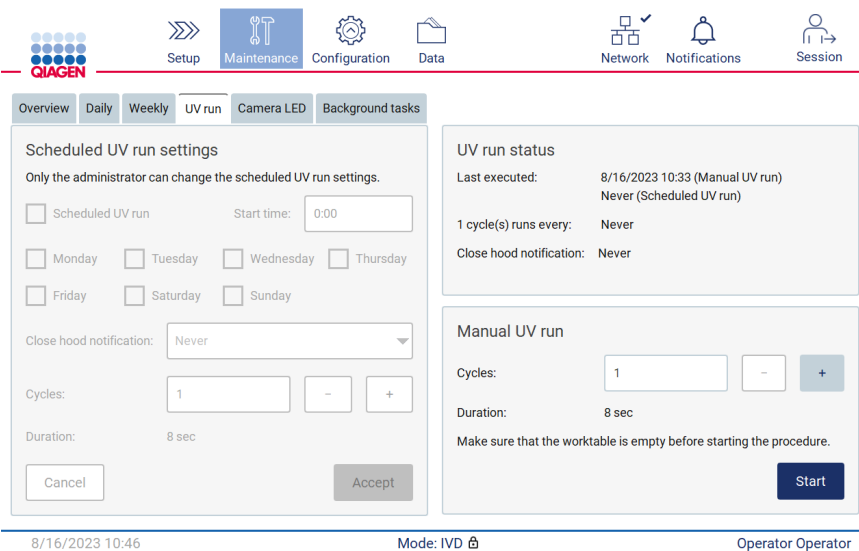 QIAGEN
Setup
Maintenance
Configuration
Data
Network
Notifications
Session
Overview
Daily
Weekly
UV run
Camera LED
Background tasks
Scheduled UV run settings
Only the administrator can change the scheduled UV run settings.
Scheduled UV run
Start time:
0:00
Monday
Tuesday
Wednesday
Thursday
Friday
Saturday
Sunday
Close hood notification:
Never
Cycles:
1
-
+
Duration:
8 sec
Cancel
Accept
UV run status
Last executed:
8/16/2023 10:33 (Manual UV run)
Never (Scheduled UV run)
1 cycle(s) runs every:
Never
Close hood notification:
Never
Manual UV run
Cycles:
1
-
+
Duration:
8 sec
Make sure that the worktable is empty before starting the procedure.
Start
8/16/2023 10:46
Mode: IVD
Operator Operator